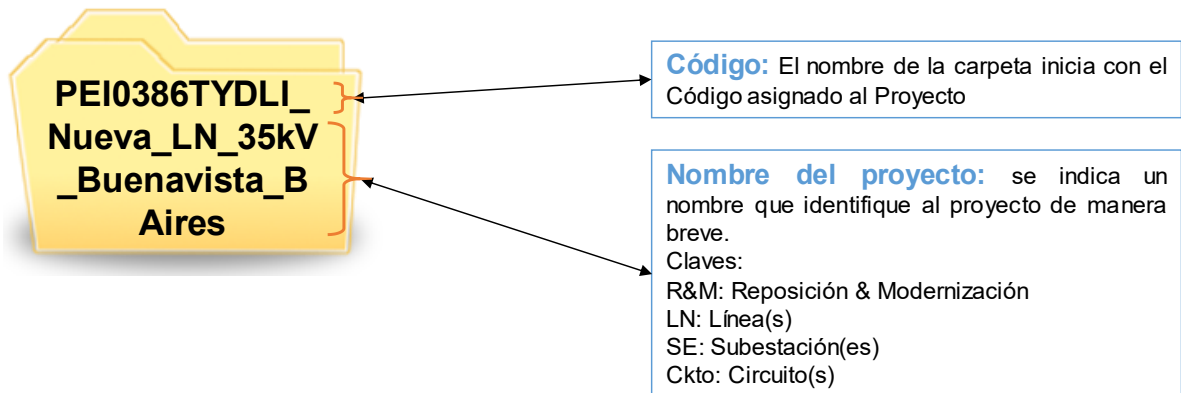 PEI0386TYDLI_
Nueva_LN_35kV
_Buenavista_B
Aires
Código: El nombre de la carpeta inicia con el
Código asignado al Proyecto
Nombre del proyecto: se indica un
nombre que identifique al proyecto de manera
breve.
Claves:
R&M: Reposición & Modernización
LN: Línea(s)
SE: Subestación(es)
Ckto: Circuito(s)